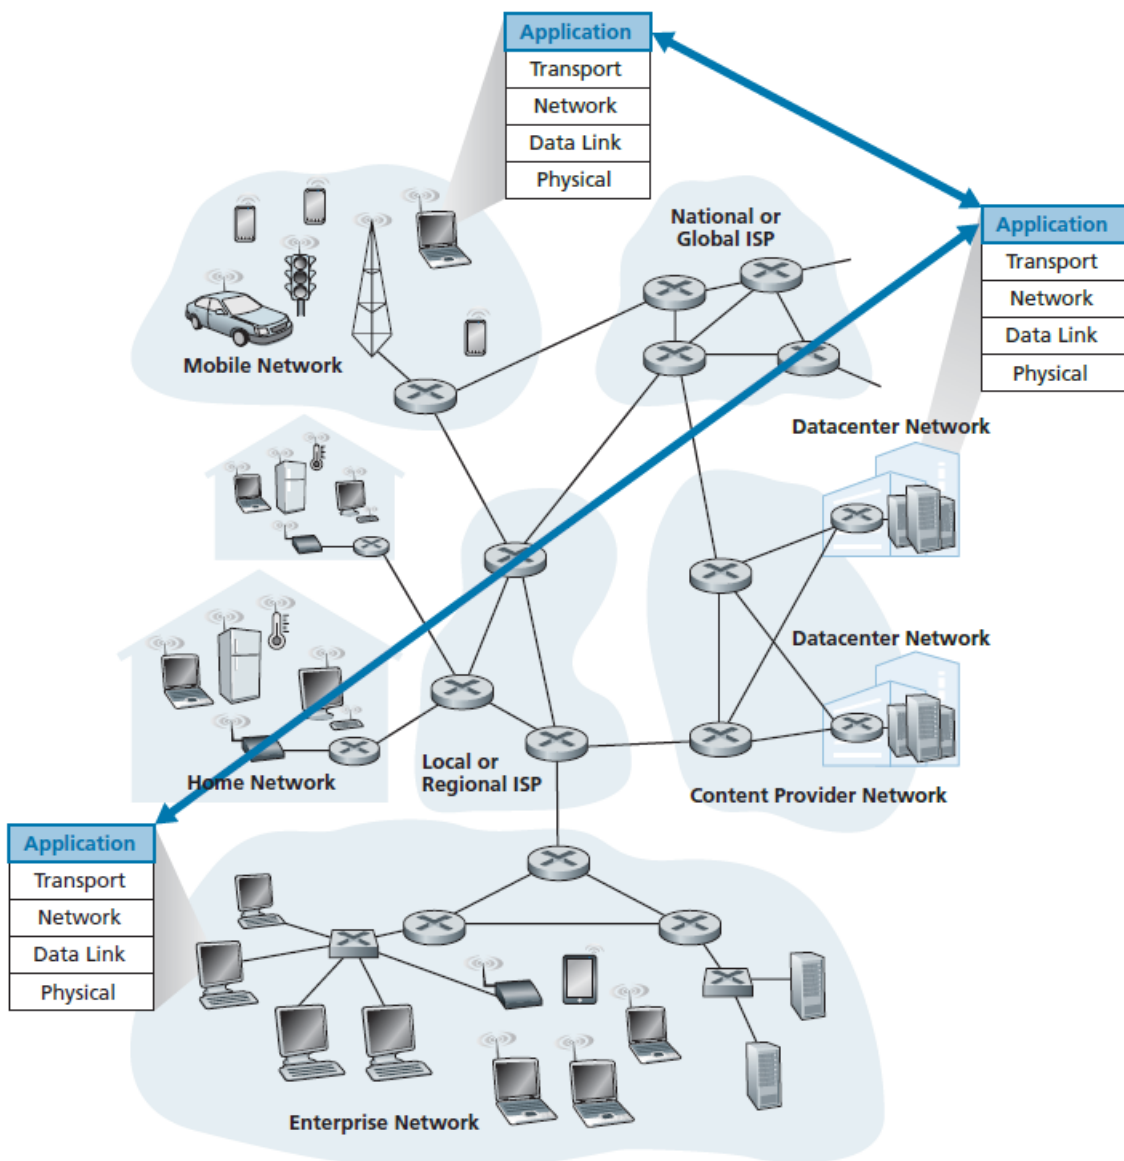 Application
Transport
Network
Data Link
Physical
National or
Global ISP
Application
Transport
Network
Data Link
Physical
Mobile Network
Datacenter Network
Datacenter Network
Local or
Regional ISP
Home Network
Content Provider Network
Application
Transport
Network
Data Link
Physical
Enterprise Network